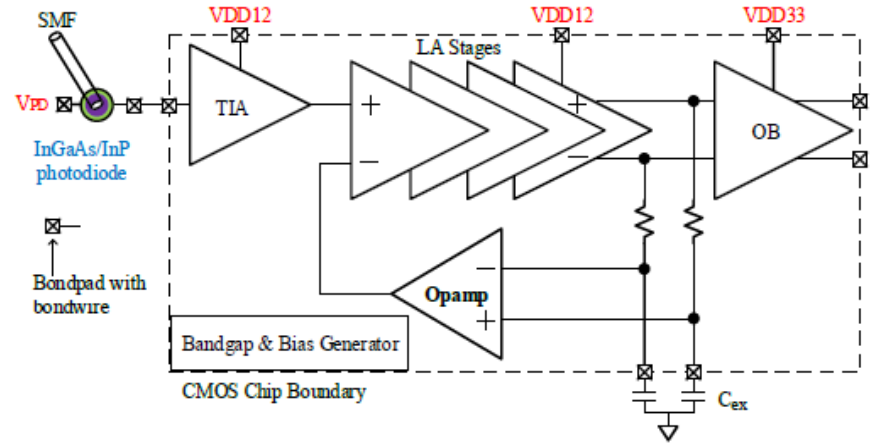 SMF
VDD12
VDD12
VDD33
LA Stages
VPD
TIA
+
−
+
−
OB
InGaAs/InP
photodiode
Bondpad with
bondwire
Opamp
−
+
Bandgap & Bias Generator
CMOS Chip Boundary
Cex